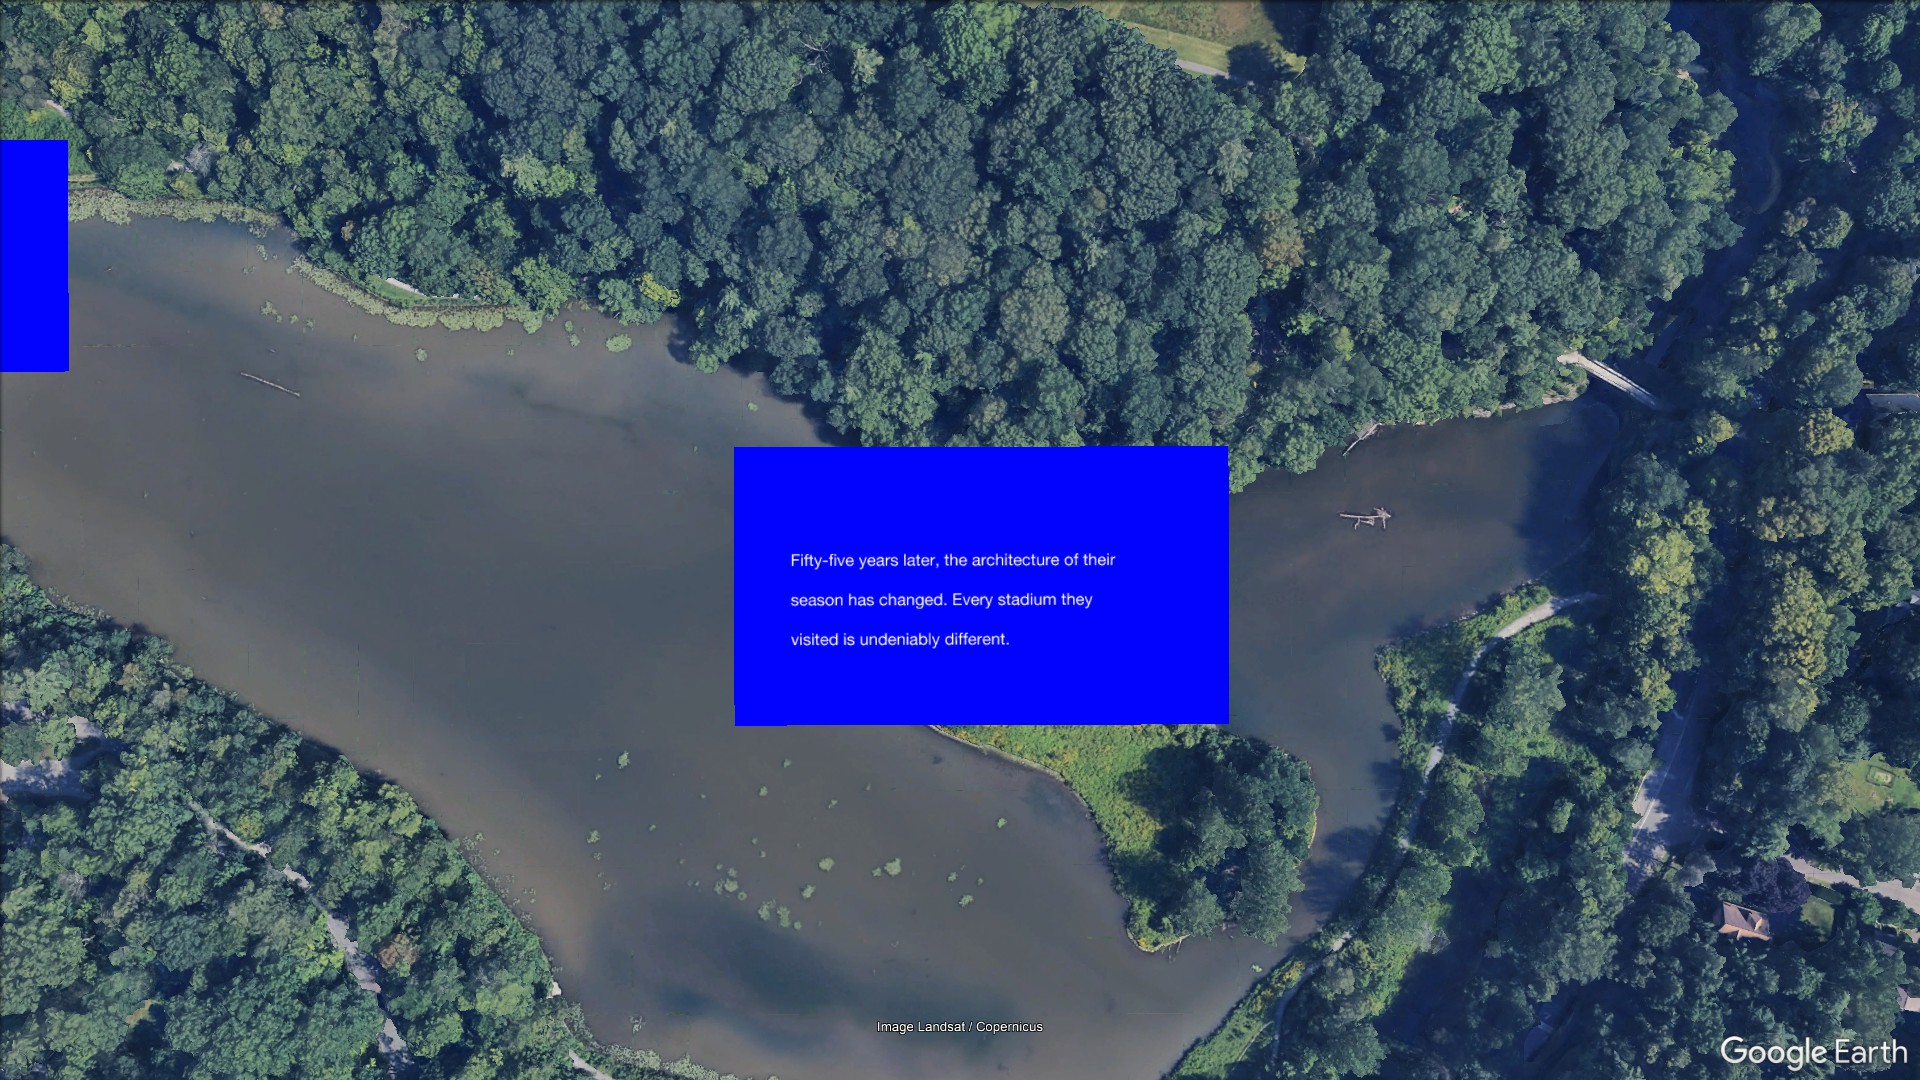 Fifty-five years later, the architecture of their
season has changed. Every stadium they
visited is undeniably different.
Image Landsat / Copernicus
Google Earth